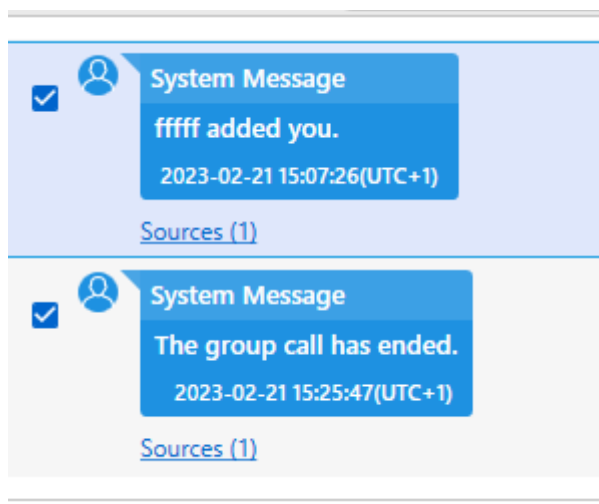 System Message
fffff added you.
2023-02-21 15:07:26(UTC+1)
Sources (1)
System Message
The group call has ended.
2023-02-21 15:25:47(UTC+1)
Sources (1)